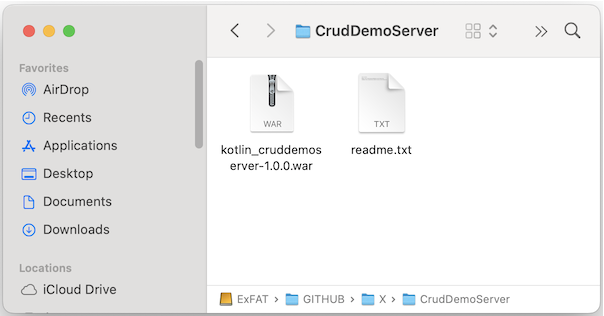 CrudDemoServer
Favorites
AirDrop
Recents
Applications
Desktop
Documents
Downloads
Locations
iCloud Drive
WAR
kotlin_cruddemos
erver-1.0.0.war
TXT
readme.txt
ExFAT › GITHUB › X › CrudDemoServer